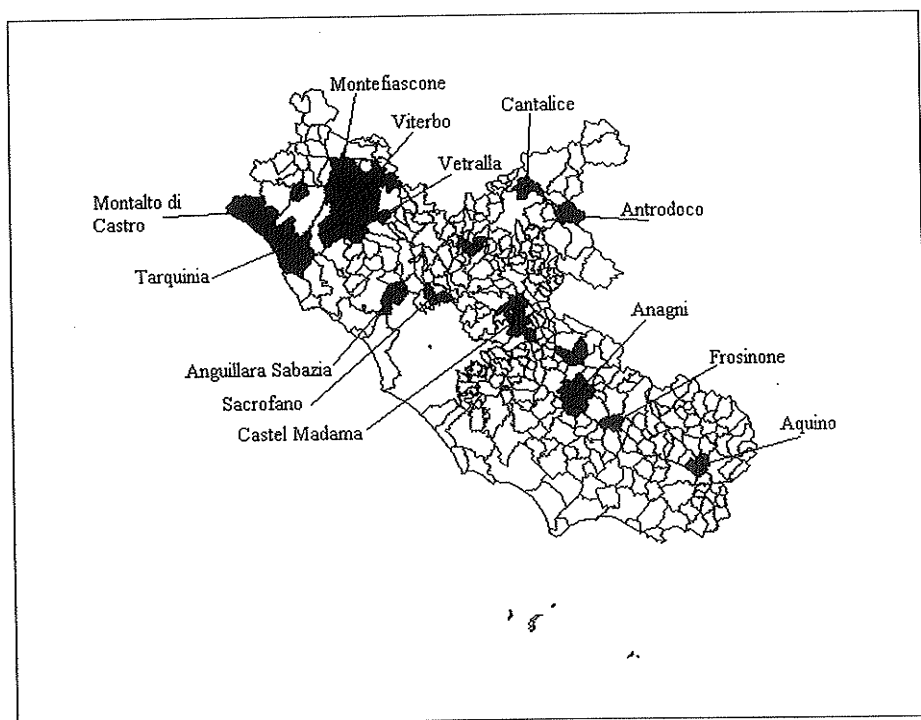 Montefiascone
Cantalice
Viterbo
Vetralla
Montalto di
Castro
Antrodoco
Tarquinia
Anagni
Anguillara Sabazia
Frosinone
Sacrofano
Castel Madama
Aquino